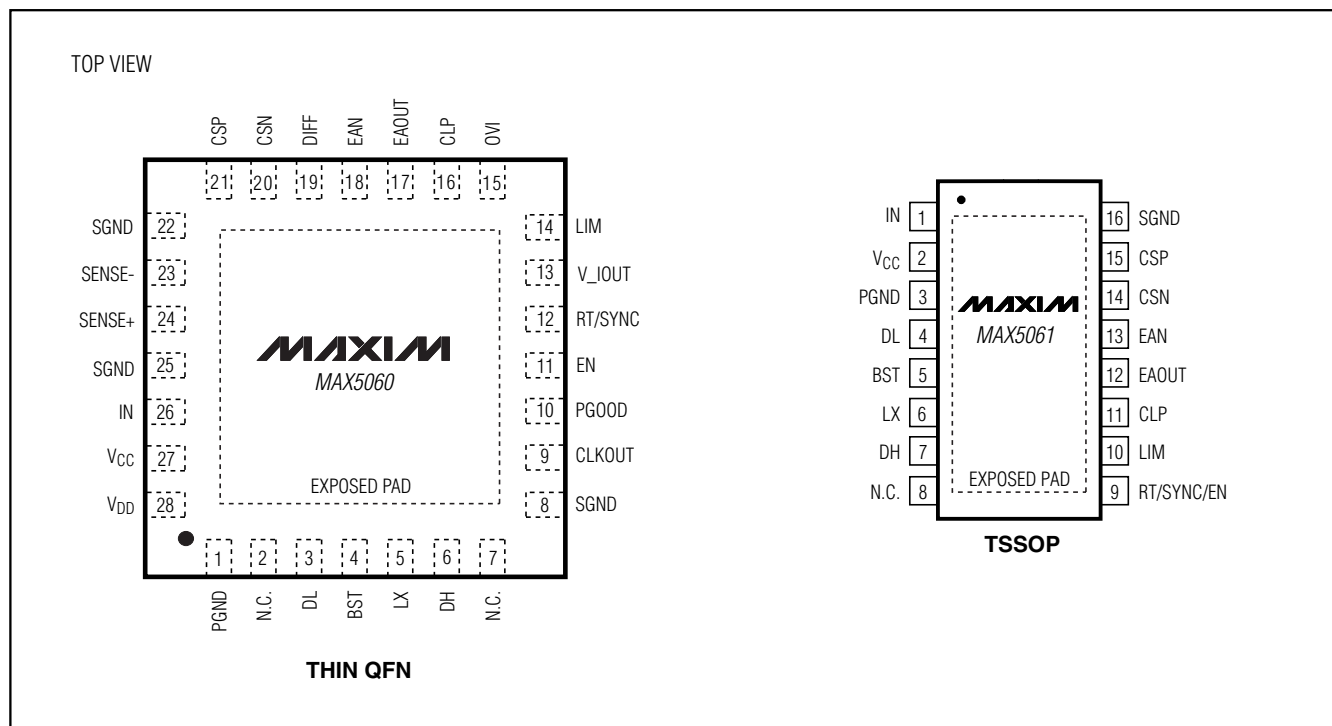 TOP VIEW
CSP
CSN
DIFF
EAN
EAOUT
CLP
OVI
21
20
19
18
17
16
15
SGND 22
SENSE- 23
SENSE+ 24
SGND 25
IN 26
VCC 27
VDD 28
14 LIM
13 V_IOUT
12 RT/SYNC
11 EN
10 PGOOD
9 CLKOUT
8 SGND
MAXIM
MAX5060
EXPOSED PAD
1
2
3
4
5
6
7
PGND
N.C.
DL
BST
LX
DH
N.C.
THIN QFN
IN 1
VCC 2
PGND 3
DL 4
BST 5
LX 6
DH 7
N.C. 8
MAXIM
MAX5061
EXPOSED PAD
16 SGND
15 CSP
14 CSN
13 EAN
12 EAOUT
11 CLP
10 LIM
9 RT/SYNC/EN
TSSOP